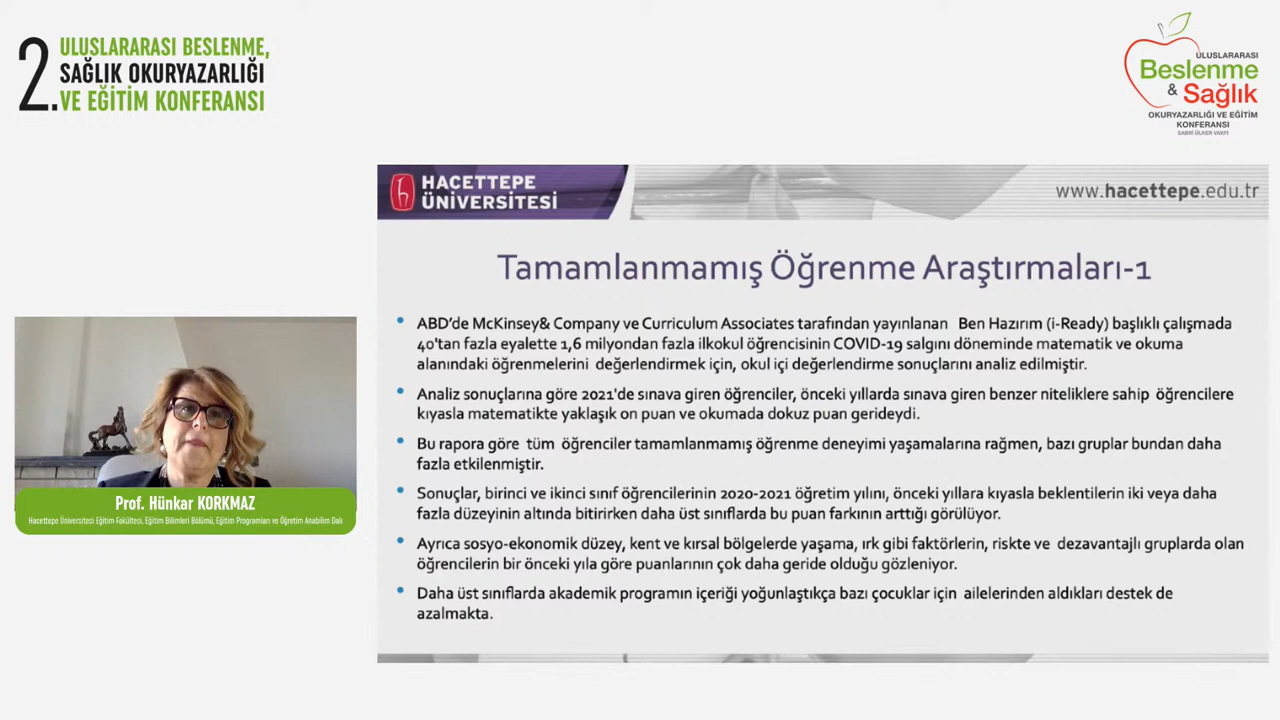 2.
ULUSLARARASI BESLENME,
SAĞLIK OKURYAZARLIĞI
VE EĞİTİM KONFERANSI
ULUSLARARASI
Beslenme
& Sağlık
OKURYAZARLIĞI VE EĞİTİM
KONFERANSI
SABRİ ÜLKER VAKFI
HACETTEPE
ÜNİVERSİTESİ
www.hacettepe.edu.tr
Tamamlanmamış Öğrenme Araştırmaları-1
• ABD'de McKinsey& Company ve Curriculum Associates tarafından yayınlanan Ben Hazırım (i-Ready) başlıklı çalışmada
40'tan fazla eyalette 1,6 milyondan fazla ilkokul öğrencisinin COVID-19 salgını döneminde matematik ve okuma
alanındaki öğrenmelerini değerlendirmek için, okul içi değerlendirme sonuçlarını analiz edilmiştir.
• Analiz sonuçlarına göre 2021'de sınava giren öğrenciler, önceki yıllarda sınava giren benzer niteliklere sahip öğrencilere
kıyasla matematikte yaklaşık on puan ve okumada dokuz puan gerideydi.
• Bu rapora göre tüm öğrenciler tamamlanmamış öğrenme deneyimi yaşamalarına rağmen, bazı gruplar bundan daha
fazla etkilenmiştir.
• Sonuçlar, birinci ve ikinci sınıf öğrencilerinin 2020-2021 öğretim yılını, önceki yıllara kıyasla beklentilerin iki veya daha
fazla düzeyinin altında bitirirken daha üst sınıflarda bu puan farkının arttığı görülüyor.
• Ayrıca sosyo-ekonomik düzey, kent ve kırsal bölgelerde yaşama, ırk gibi faktörlerin, riskte ve dezavantajlı gruplarda olan
öğrencilerin bir önceki yıla göre puanlarının çok daha geride olduğu gözleniyor.
• Daha üst sınıflarda akademik programın içeriği yoğunlaştıkça bazı çocuklar için ailelerinden aldıkları destek de
azalmakta.
Prof. Hünkar KORKMAZ
Hacettepe Üniversitesi Eğitim Fakültesi, Eğitim Bilimleri Bölümü, Eğitim Programları ve Öğretim Anabilim Dalı